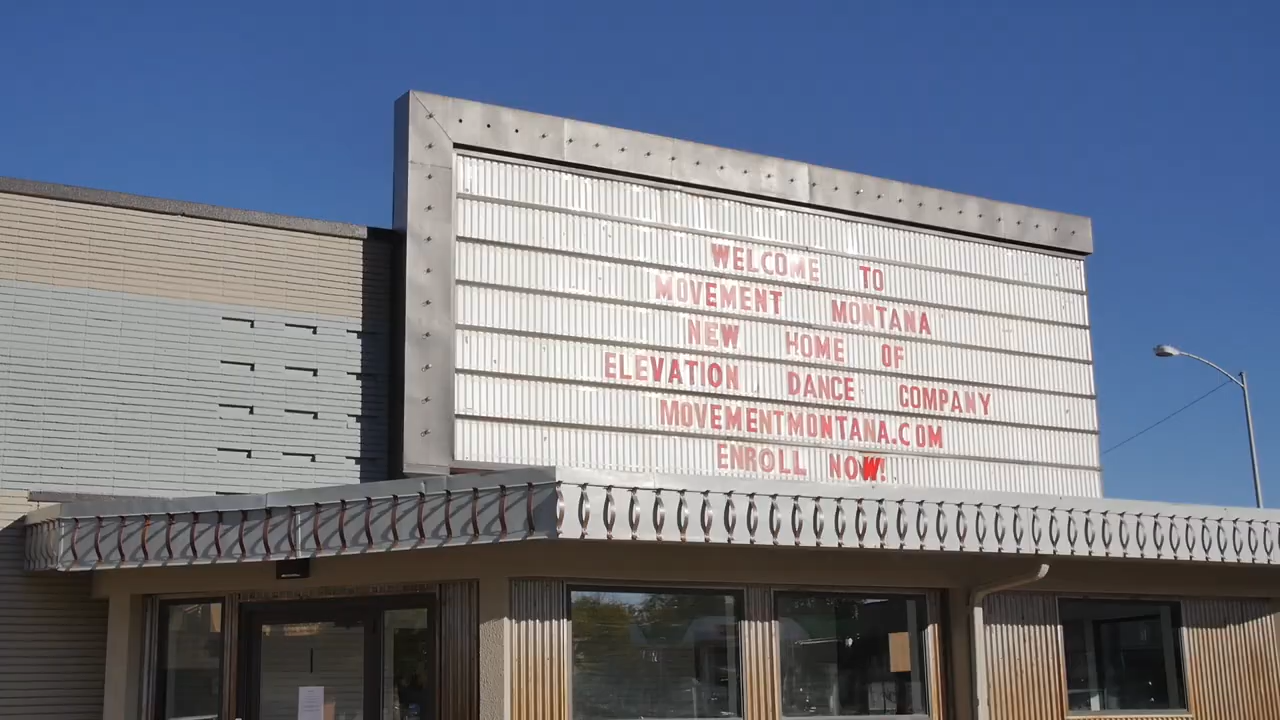 WELCOME TO
MOVEMENT MONTANA
NEW HOME OF
ELEVATION DANCE COMPANY
MOVEMENTMONTANA.COM
ENROLL NOW!